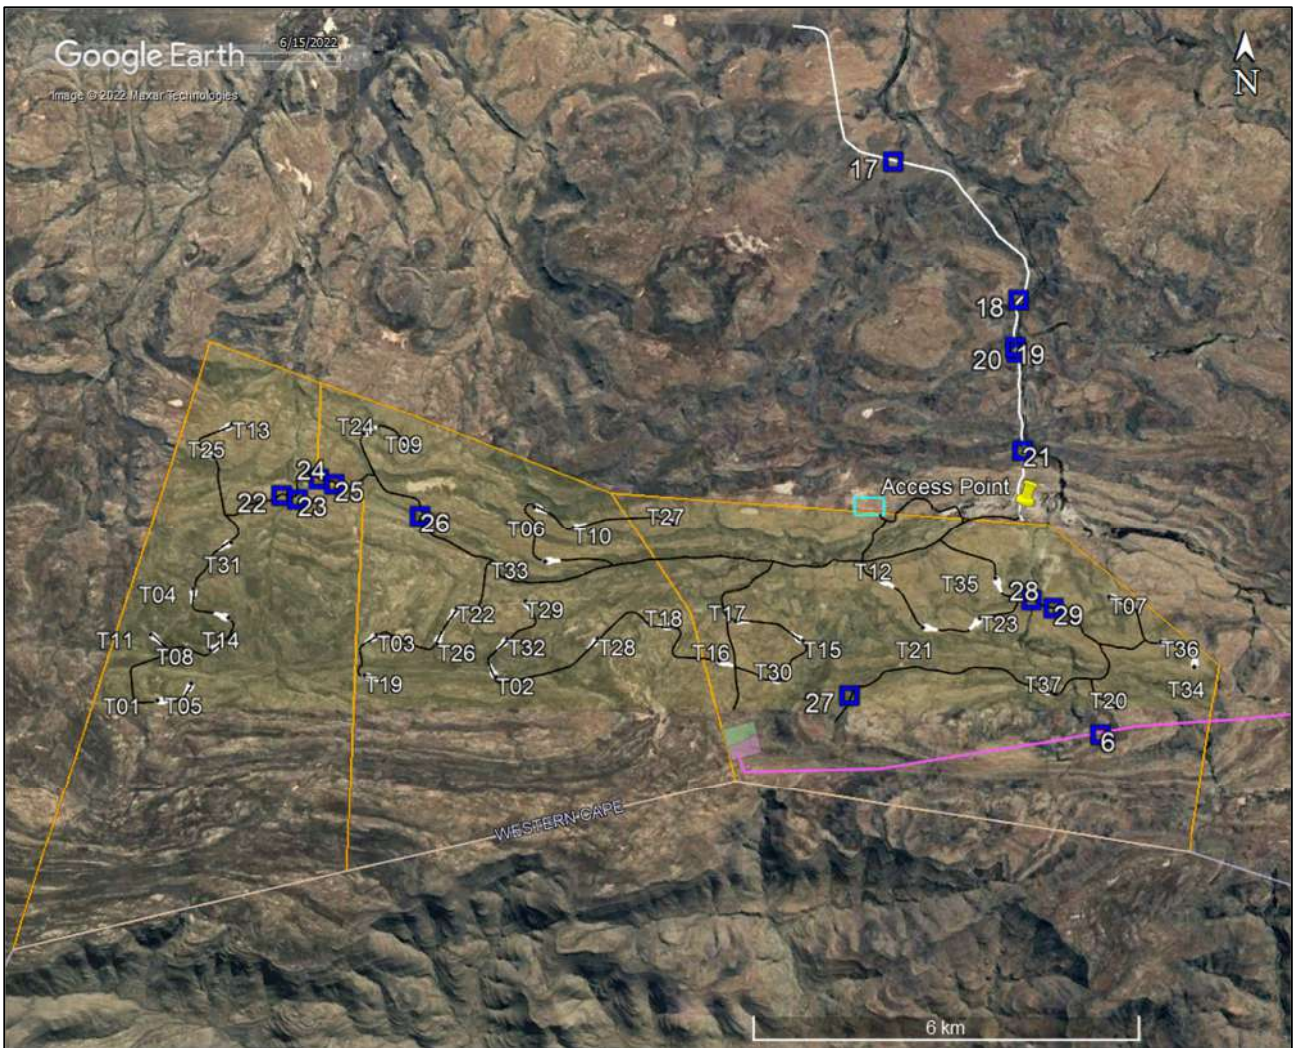 Google Earth
6/15/2022
Image © 2022 Maxar Technologies
N
17
18
20 19
21
Access Point
T24
T13
T09
T25
24
25
22
23
26
T27
T06
T10
T31
T33
T12
T35
28
29
T07
T04
T22
T29
T18
T17
T23
T11
T14
T03
T26
T32
T28
T16
T15
T21
T36
T08
T30
T19
T02
T37
T34
T01
T05
27
T20
6
WESTERN CAPE
6 km